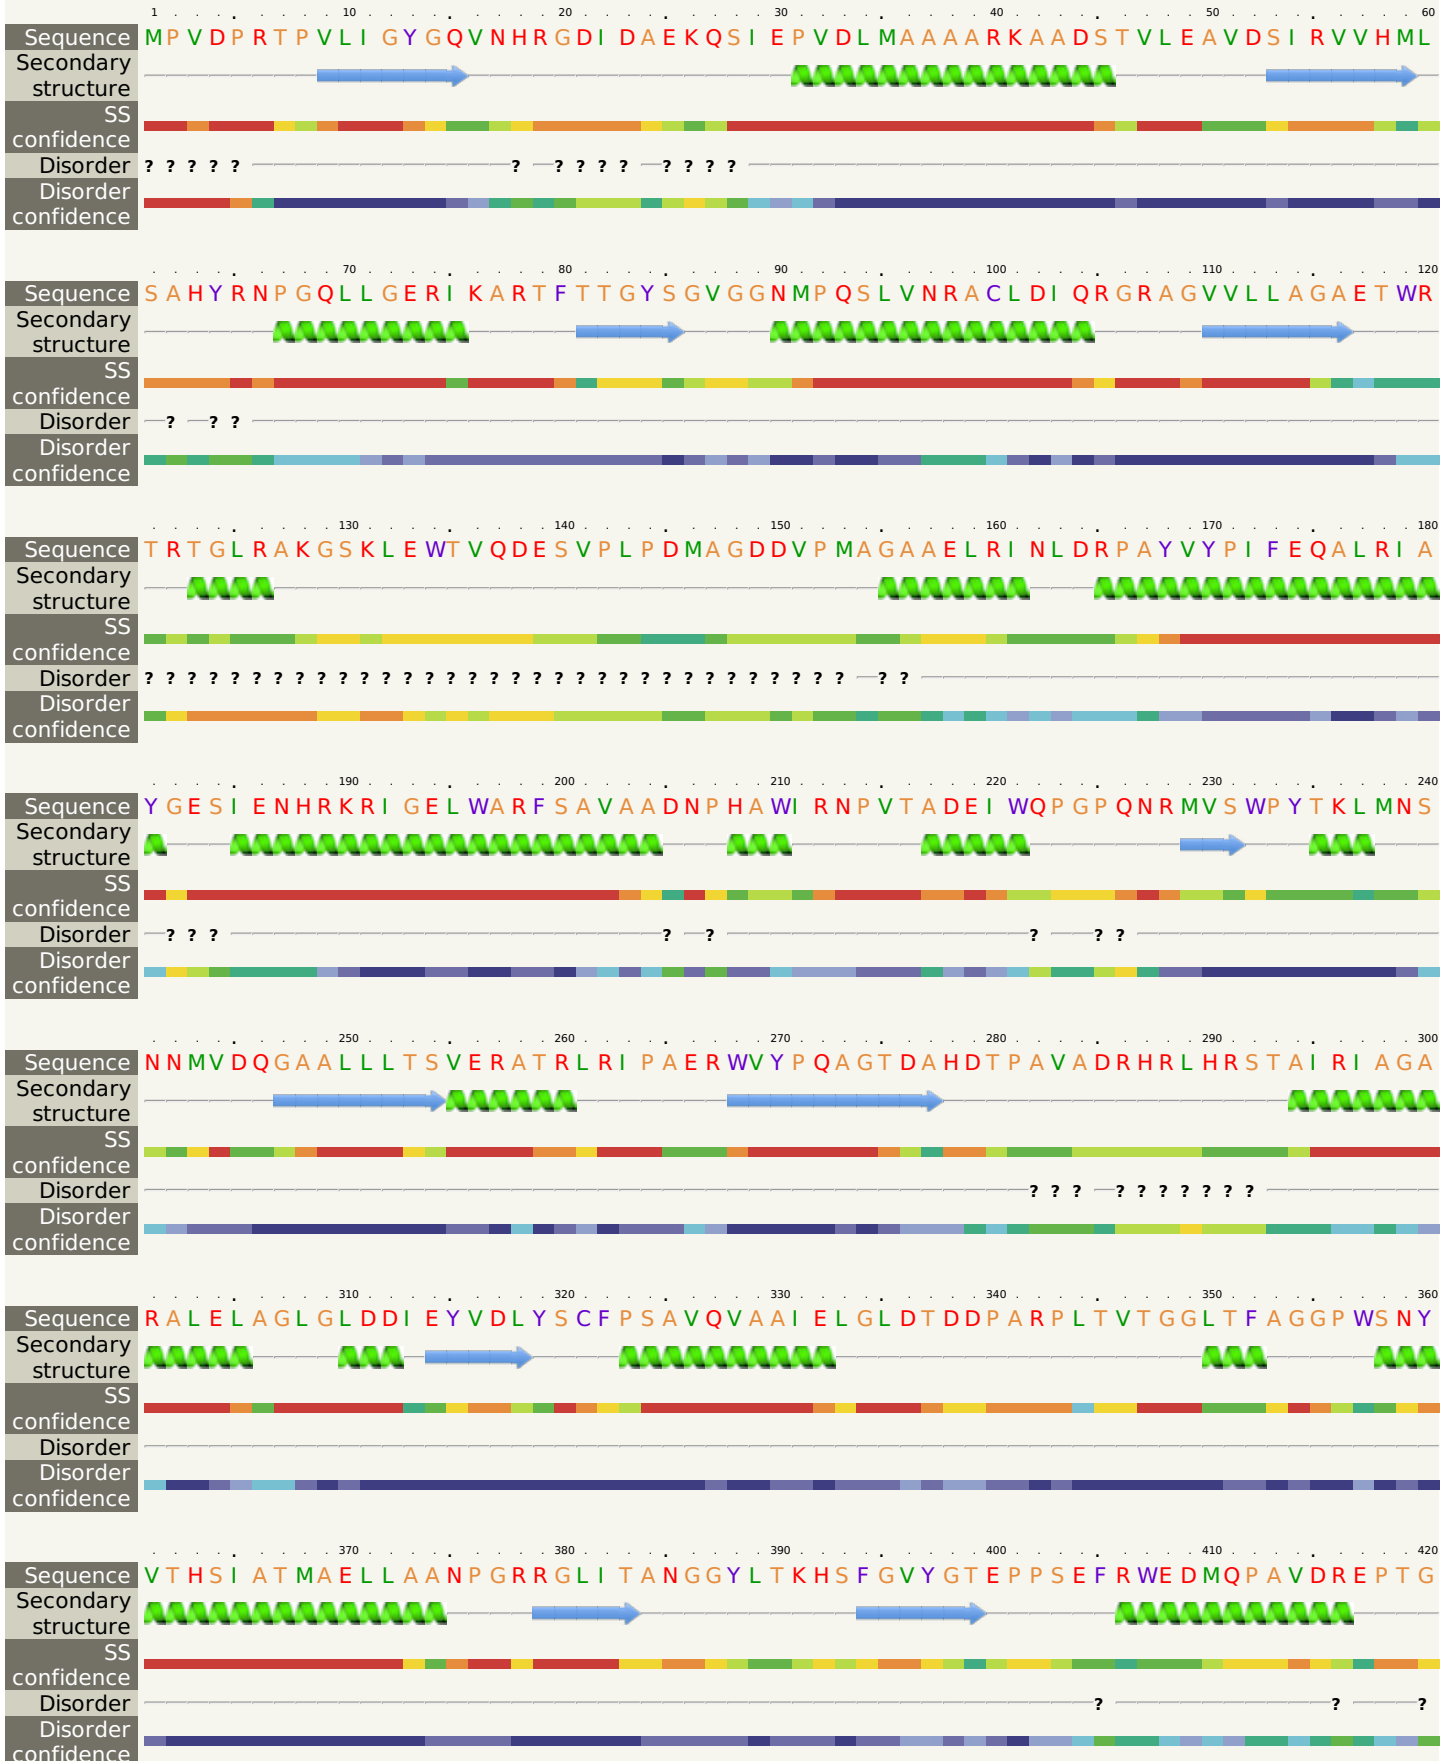 1 10 20 30 40 50 60
Sequence MPVDPRTPVLIGYGQVNHRGDIDAEKQSIEPVDLMAAAARKAADSTVLEAVDSIRVVHML
Secondary structure
SS confidence
Disorder ? ? ? ? ? ? ? ? ? ? ? ? ? ?
Disorder confidence
70 80 90 100 110 120
Sequence SAHYRNPGQLLGERIKARTFTTGYSGVGGNMPQSLVNRACLDIQRGRAGVVLLAGAETWR
Secondary structure
SS confidence
Disorder ? ? ?
Disorder confidence
130 140 150 160 170 180
Sequence TRTGLRAKGSKLEWTVQDESVPLPDMAGDDVPMAGAAELRINLDRPAYVYPIFEQALRIA
Secondary structure
SS confidence
Disorder ? ? ? ? ? ? ? ? ? ? ? ? ? ? ? ? ? ? ? ? ? ? ? ? ? ? ? ? ? ? ? ? ? ? ?
Disorder confidence
190 200 210 220 230 240
Sequence YGESIENHRKRIGELWARFSAVAADNPHAWIRNPVTADEIWQPGPQNRMVSWPYTKLMNS
Secondary structure
SS confidence
Disorder ? ? ? ? ? ? ? ?
Disorder confidence
250 260 270 280 290 300
Sequence NNMVDQGAALLLTSVERATRLRIPAERWVYPQAGTDAHDTPAVADRHRLHRSTAIRIAGA
Secondary structure
SS confidence
Disorder ? ? ? ? ? ? ? ? ? ?
Disorder confidence
310 320 330 340 350 360
Sequence RALELAGLGLDDIEYVDLYSCFPSAVQVAAIELGLDTDDPARPLTVTGGLTFAGGPWSNY
Secondary structure
SS confidence
Disorder
Disorder confidence
370 380 390 400 410 420
Sequence VTHSIATMAELLAANPGRRGLITANGGYLTKHSFGVYGTEPPSEFRWEDMQPAVDREPTG
Secondary structure
SS confidence
Disorder ? ? ?
Disorder confidence